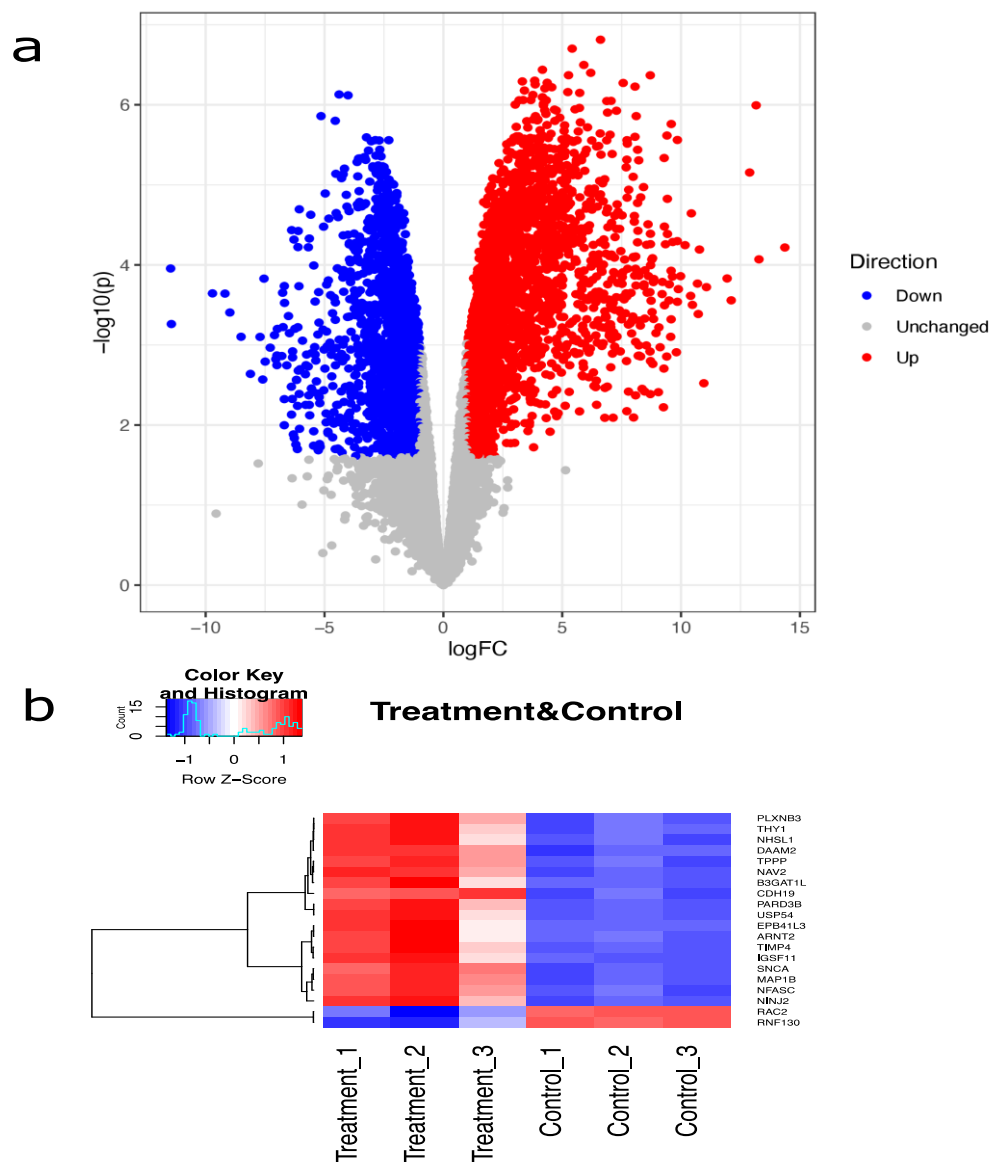 a
6
4
2
0
−log10(p)
−10 −5 0 5 10 15
logFC
Direction
Down
Unchanged
Up
b
Color Key
and Histogram
Treatment&Control
Count
0 15
−1 0 1
Row Z−Score
PLXNB3
THY1
NHSL1
DAAM2
TPPP
NAV2
B3GAT1L
CDH19
PARD3B
USP54
EPB41L3
ARNT2
TIMP4
IGSF11
SNCA
MAP1B
NFASC
NINJ2
RAC2
RNF130
Treatment_1
Treatment_2
Treatment_3
Control_1
Control_2
Control_3